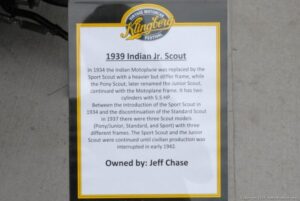 VINTAGE MOTORCYCLE
Klingberg
FESTIVAL
1939 Indian Jr. Scout
In 1934 the Indian Motoplane was replaced by the
Sport Scout with a heavier but stiffer frame, while
the Pony Scout, later renamed the Junior Scout,
continued with the Motoplane frame. It has two
cylinders with 5.5 HP.
Between the introduction of the Sport Scout in
1934 and the discontinuation of the Standard Scout
in 1937 there were three Scout models
(Pony/Junior, Standard, and Sport) with three
different frames. The Sport Scout and the Junior
Scout were continued until civilian production was
interrupted in early 1942.
Owned by: Jeff Chase